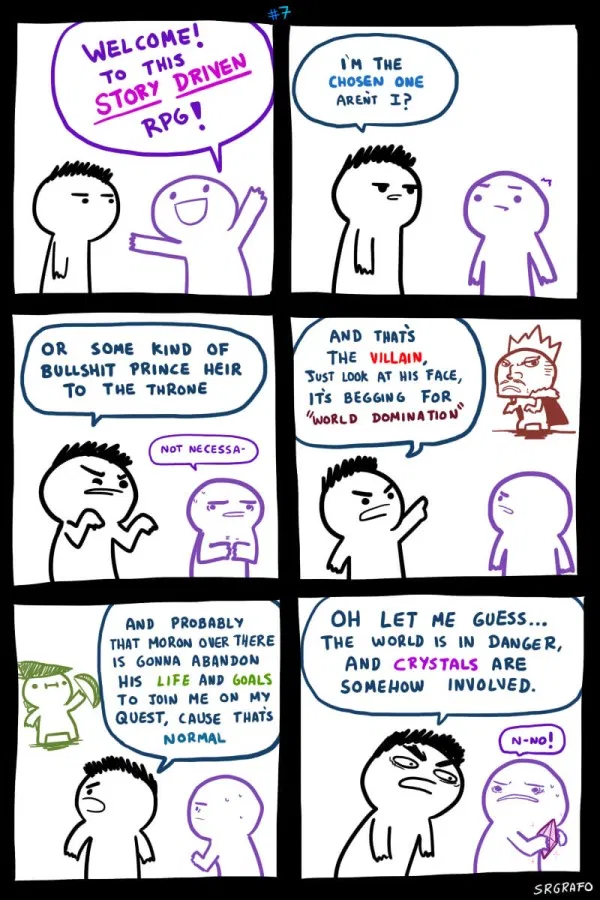 #7
WELCOME!
TO THIS
STORY DRIVEN
RPG!
I'M THE
CHOSEN ONE
AREN'T I?
OR SOME KIND OF
BULLSHIT PRINCE HEIR
TO THE THRONE
NOT NECESSA-
AND THAT'S
THE VILLAIN,
JUST LOOK AT HIS FACE,
IT'S BEGGING FOR
"WORLD DOMINATION"
AND PROBABLY
THAT MORON OVER THERE
IS GONNA ABANDON
HIS LIFE AND GOALS
TO JOIN ME ON MY
QUEST, CAUSE THAT'S
NORMAL
OH LET ME GUESS...
THE WORLD IS IN DANGER,
AND CRYSTALS ARE
SOMEHOW INVOLVED.
N-NO!
SRGRAFO